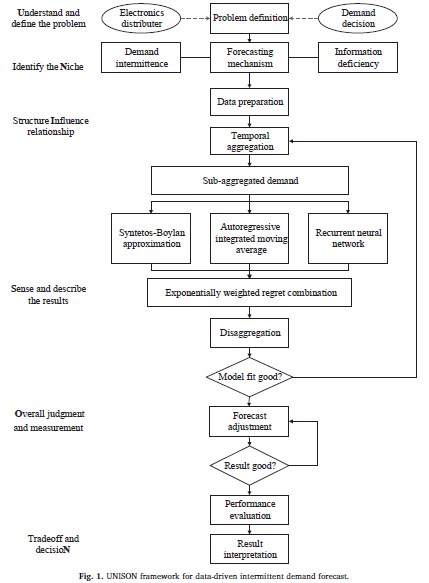 Understand and
define the problem
Electronics
distributer
Problem definition
Demand
decision
Identify the Niche
Demand
intermittence
Forecasting
mechanism
Information
deficiency
Data preparation
Structure Influence
relationship
Temporal
aggregation
Sub-aggregated demand
Syntetos-Boylan
approximation
Autoregressive
integrated moving
average
Recurrent neural
network
Sense and describe
the results
Exponentially weighted regret combination
Disaggregation
Model fit good?
Overall judgment
and measurement
Forecast
adjustment
Result good?
Performance
evaluation
Tradeoff and
decisioN
Result
interpretation
Fig. 1. UNISON framework for data-driven intermittent demand forecast.